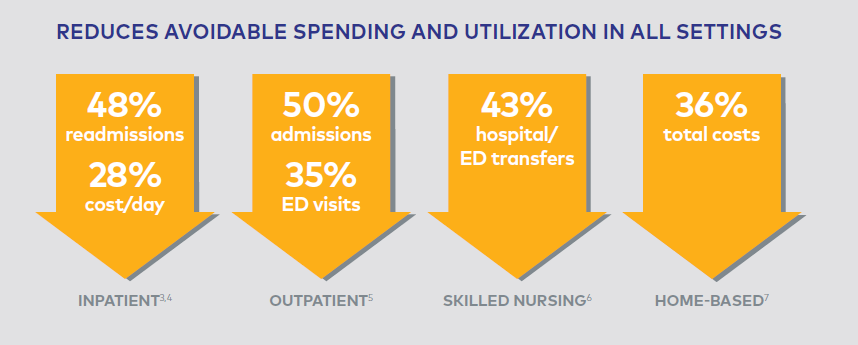 REDUCES AVOIDABLE SPENDING AND UTILIZATION IN ALL SETTINGS
48%
readmissions
28%
cost/day
INPATIENT3,4
50%
admissions
35%
ED visits
OUTPATIENT5
43%
hospital/
ED transfers
SKILLED NURSING6
36%
total costs
HOME-BASED7